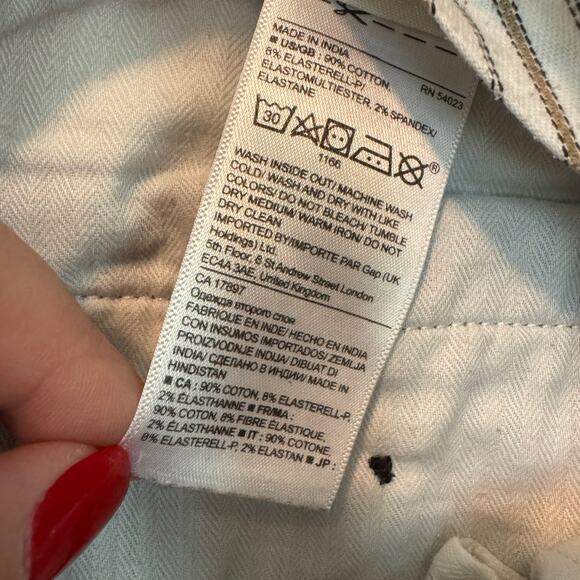 MADE IN INDIA
RN 54023
■ US/GB: 90% COTTON,
8% ELASTERELL-P/
ELASTOMULTIESTER, 2% SPANDEX/
ELASTANE
30
®
1166
WASH INSIDE OUT/ MACHINE WASH
COLD/ WASH AND DRY WITH LIKE
COLORS/ DO NOT BLEACH/ TUMBLE
DRY MEDIUM/ WARM IRON/ DO NOT
DRY CLEAN
IMPORTED BY/IMPORTE PAR Gap (UK
Holdings) Ltd.
5th Floor, 8 St Andrew Street London
EC4A 3AE, United Kingdom
CA 17897
Одежда второго слоя
FABRIQUE EN INDE/ HECHO EN INDIA
CON INSUMOS IMPORTADOS/ ZEMLJA
PROIZVODNJE INDIJA/ DIBUAT DI
INDIA/ СДЕЛАНО В ИНДИИ/ MADE IN
HINDISTAN
■ CA : 90% COTON, 8% ELASTERELL-P,
2% ÉLASTHANNE ■ FR/MA :
90% COTON, 8% FIBRE ÉLASTIQUE,
2% ÉLASTHANNE ■ IT : 90% COTONE,
8% ELASTERELL-P, 2% ELASTAN ■ JP :